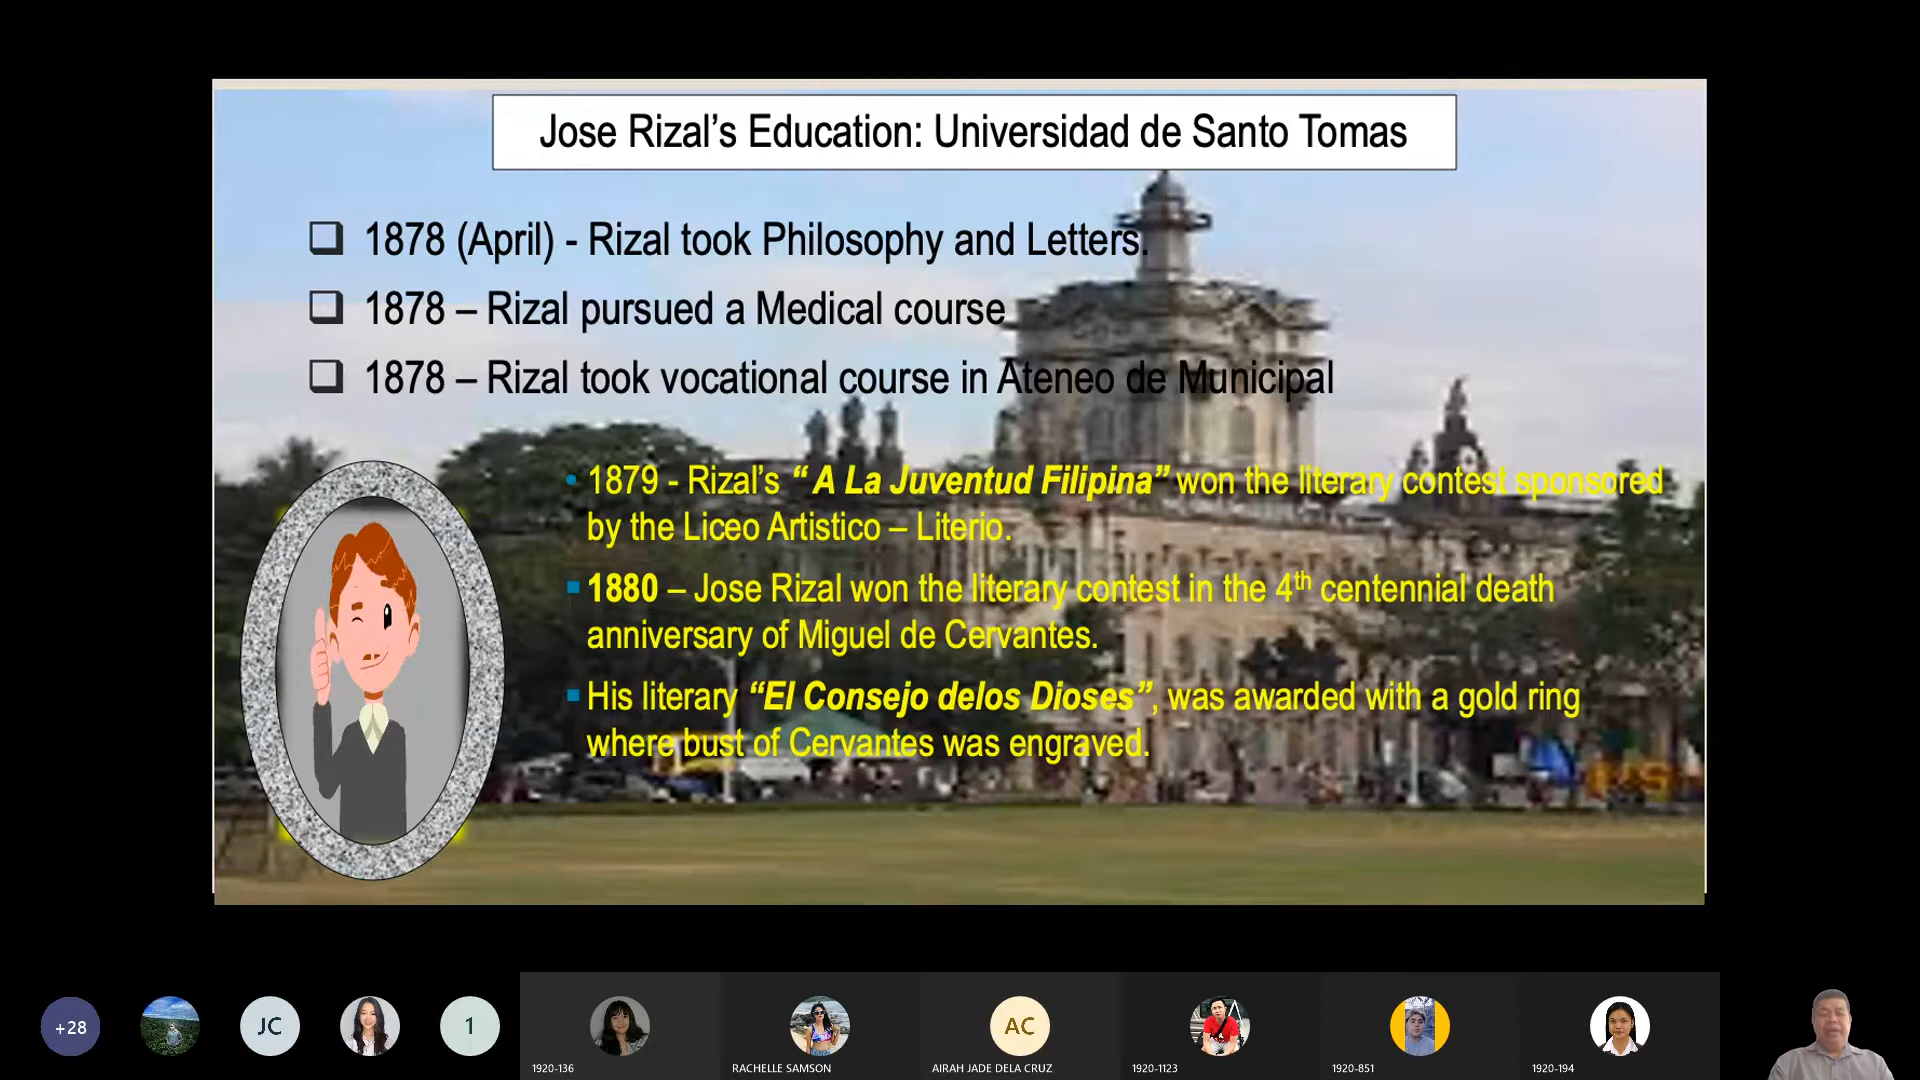 Jose Rizal’s Education: Universidad de Santo Tomas
1878 (April) - Rizal took Philosophy and Letters.
1878 – Rizal pursued a Medical course
1878 – Rizal took vocational course in Ateneo de Municipal
1879 - Rizal’s “ A La Juventud Filipina” won the literary contest sponsored
by the Liceo Artistico – Literio.
1880 – Jose Rizal won the literary contest in the 4th centennial death
anniversary of Miguel de Cervantes.
His literary “El Consejo delos Dioses”, was awarded with a gold ring
where bust of Cervantes was engraved.
+28
JC
1
AC
1920-136
RACHELLE SAMSON
AIRAH JADE DELA CRUZ
1920-1123
1920-851
1920-194